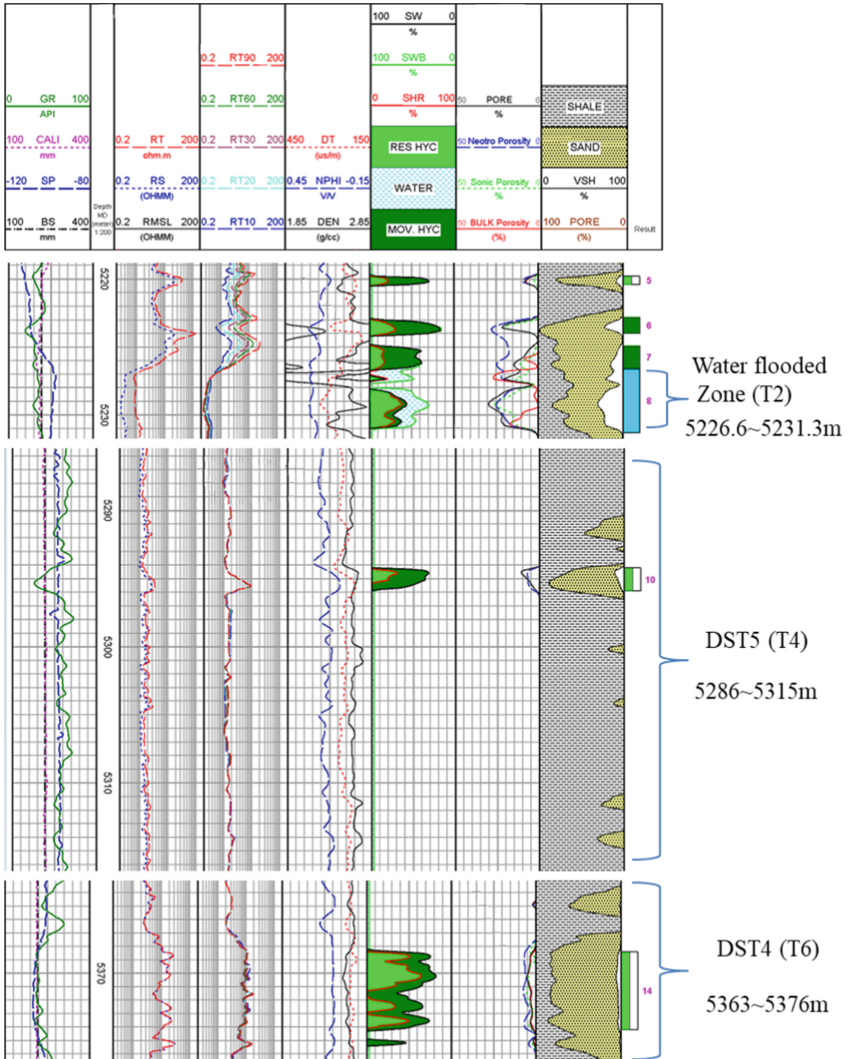 100 SW 0
%
0.2 RT90 200
100 SWB 0
%
0 GR 100
API
0.2 RT60 200
0 SHR 100
%
50 PORE 0
%
SHALE
100 CALI 400
mm
0.2 RT 200
ohm.m
0.2 RT30 200
450 DT 150
(us/m)
RES HYC
50 Neotro Porosity 0
SAND
-120 SP -80
0.2 RS 200
(OHMM)
0.2 RT20 200
0.45 NPHI -0.15
V/V
WATER
50 Sonic Porosity 0
%
0 VSH 100
%
100 BS 400
mm
Depth
MD
(meter)
1:200
0.2 RMSL 200
(OHMM)
0.2 RT10 200
1.85 DEN 2.85
(g/cc)
MOV. HYC
50 BULK Porosity 0
(%)
100 PORE 0
(%)
Result
5220
5
6
7
8
5230
Water flooded
Zone (T2)
5226.6~5231.3m
5290
10
5300
DST5 (T4)
5286~5315m
5310
5370
14
DST4 (T6)
5363~5376m